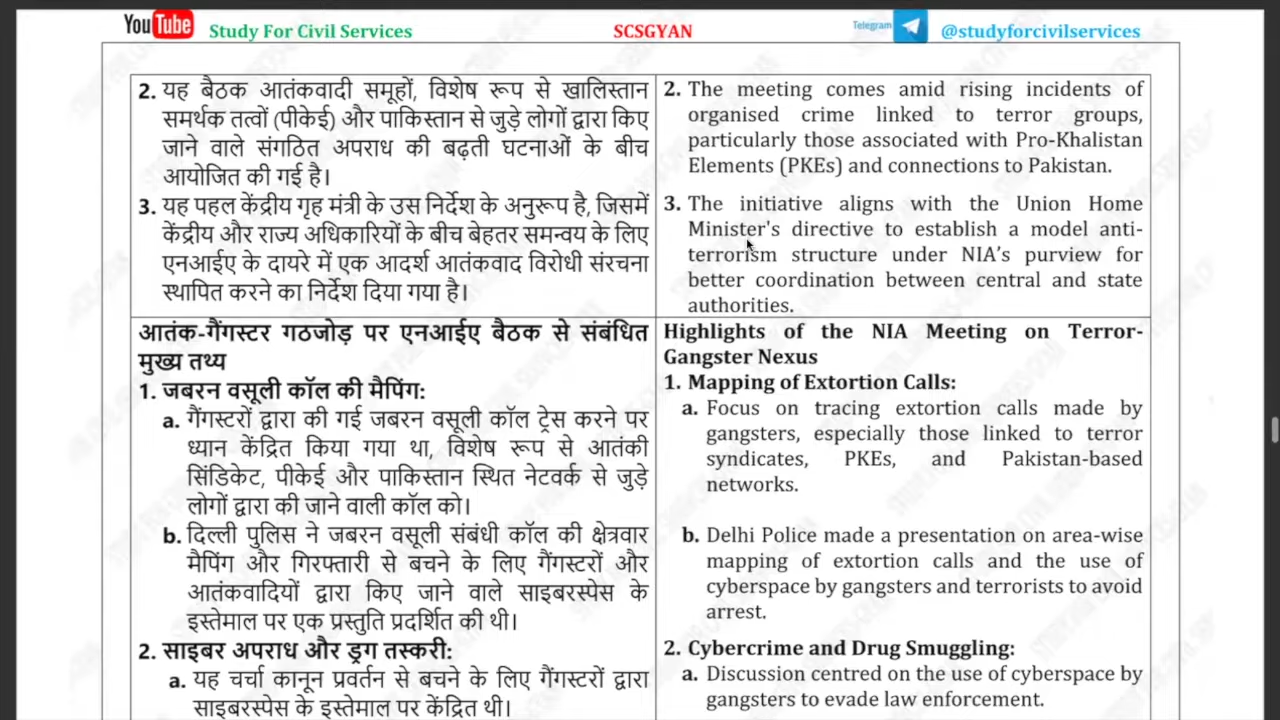 YouTube Study For Civil Services SCSGYAN Telegram @studyforcivilservices
2. यह बैठक आतंकवादी समूहों, विशेष रूप से खालिस्तान
समर्थक तत्वों (पीकेई) और पाकिस्तान से जुड़े लोगों द्वारा किए
जाने वाले संगठित अपराध की बढ़ती घटनाओं के बीच
आयोजित की गई है।
3. यह पहल केंद्रीय गृह मंत्री के उस निर्देश के अनुरूप है, जिसमें
केंद्रीय और राज्य अधिकारियों के बीच बेहतर समन्वय के लिए
एनआईए के दायरे में एक आदर्श आतंकवाद विरोधी संरचना
स्थापित करने का निर्देश दिया गया है।
2. The meeting comes amid rising incidents of
organised crime linked to terror groups,
particularly those associated with Pro-Khalistan
Elements (PKEs) and connections to Pakistan.
3. The initiative aligns with the Union Home
Minister's directive to establish a model anti-
terrorism structure under NIA’s purview for
better coordination between central and state
authorities.
आतंक-गैंगस्टर गठजोड़ पर एनआईए बैठक से संबंधित
मुख्य तथ्य
1. जबरन वसूली कॉल की मैपिंग:
a. गैंगस्टरों द्वारा की गई जबरन वसूली कॉल ट्रेस करने पर
ध्यान केंद्रित किया गया था, विशेष रूप से आतंकी
सिंडिकेट, पीकेई और पाकिस्तान स्थित नेटवर्क से जुड़े
लोगों द्वारा की जाने वाली कॉल को।
b. दिल्ली पुलिस ने जबरन वसूली संबंधी कॉल की क्षेत्रवार
मैपिंग और गिरफ्तारी से बचने के लिए गैंगस्टरों और
आतंकवादियों द्वारा किए जाने वाले साइबरस्पेस के
इस्तेमाल पर एक प्रस्तुति प्रदर्शित की थी।
2. साइबर अपराध और ड्रग तस्करी:
a. यह चर्चा कानून प्रवर्तन से बचने के लिए गैंगस्टरों द्वारा
साइबरस्पेस के इस्तेमाल पर केंद्रित थी।
Highlights of the NIA Meeting on Terror-
Gangster Nexus
1. Mapping of Extortion Calls:
a. Focus on tracing extortion calls made by
gangsters, especially those linked to terror
syndicates, PKEs, and Pakistan-based
networks.
b. Delhi Police made a presentation on area-wise
mapping of extortion calls and the use of
cyberspace by gangsters and terrorists to avoid
arrest.
2. Cybercrime and Drug Smuggling:
a. Discussion centred on the use of cyberspace by
gangsters to evade law enforcement.